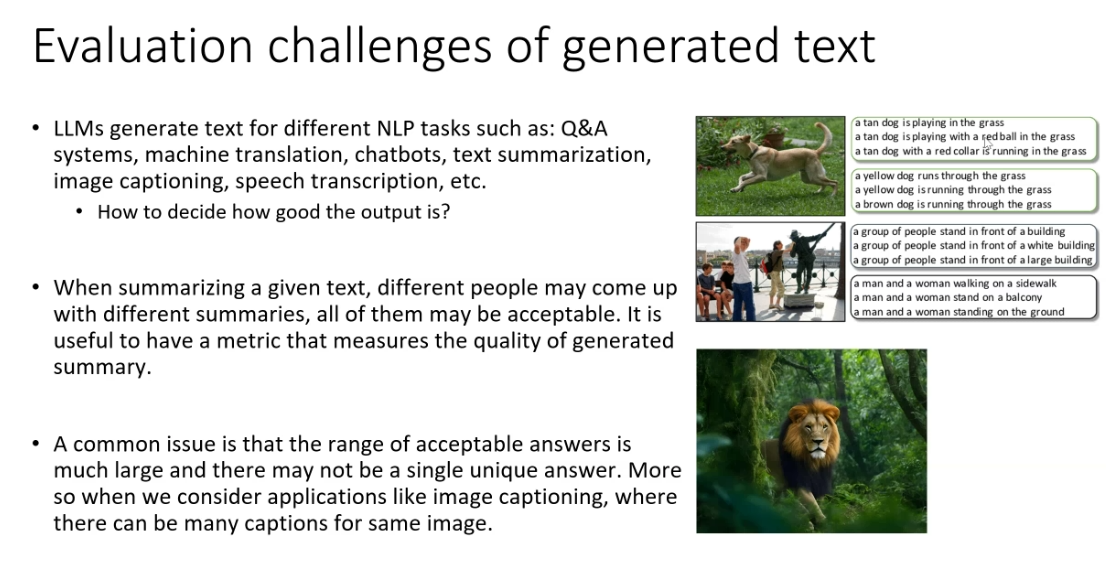 Evaluation challenges of generated text
• LLMs generate text for different NLP tasks such as: Q&A
systems, machine translation, chatbots, text summarization,
image captioning, speech transcription, etc.
• How to decide how good the output is?
• When summarizing a given text, different people may come up
with different summaries, all of them may be acceptable. It is
useful to have a metric that measures the quality of generated
summary.
• A common issue is that the range of acceptable answers is
much large and there may not be a single unique answer. More
so when we consider applications like image captioning, where
there can be many captions for same image.
a tan dog is playing in the grass
a tan dog is playing with a red ball in the grass
a tan dog with a red collar is running in the grass
a yellow dog runs through the grass
a yellow dog is running through the grass
a brown dog is running through the grass
a group of people stand in front of a building
a group of people stand in front of a white building
a group of people stand in front of a large building
a man and a woman walking on a sidewalk
a man and a woman stand on a balcony
a man and a woman standing on the ground